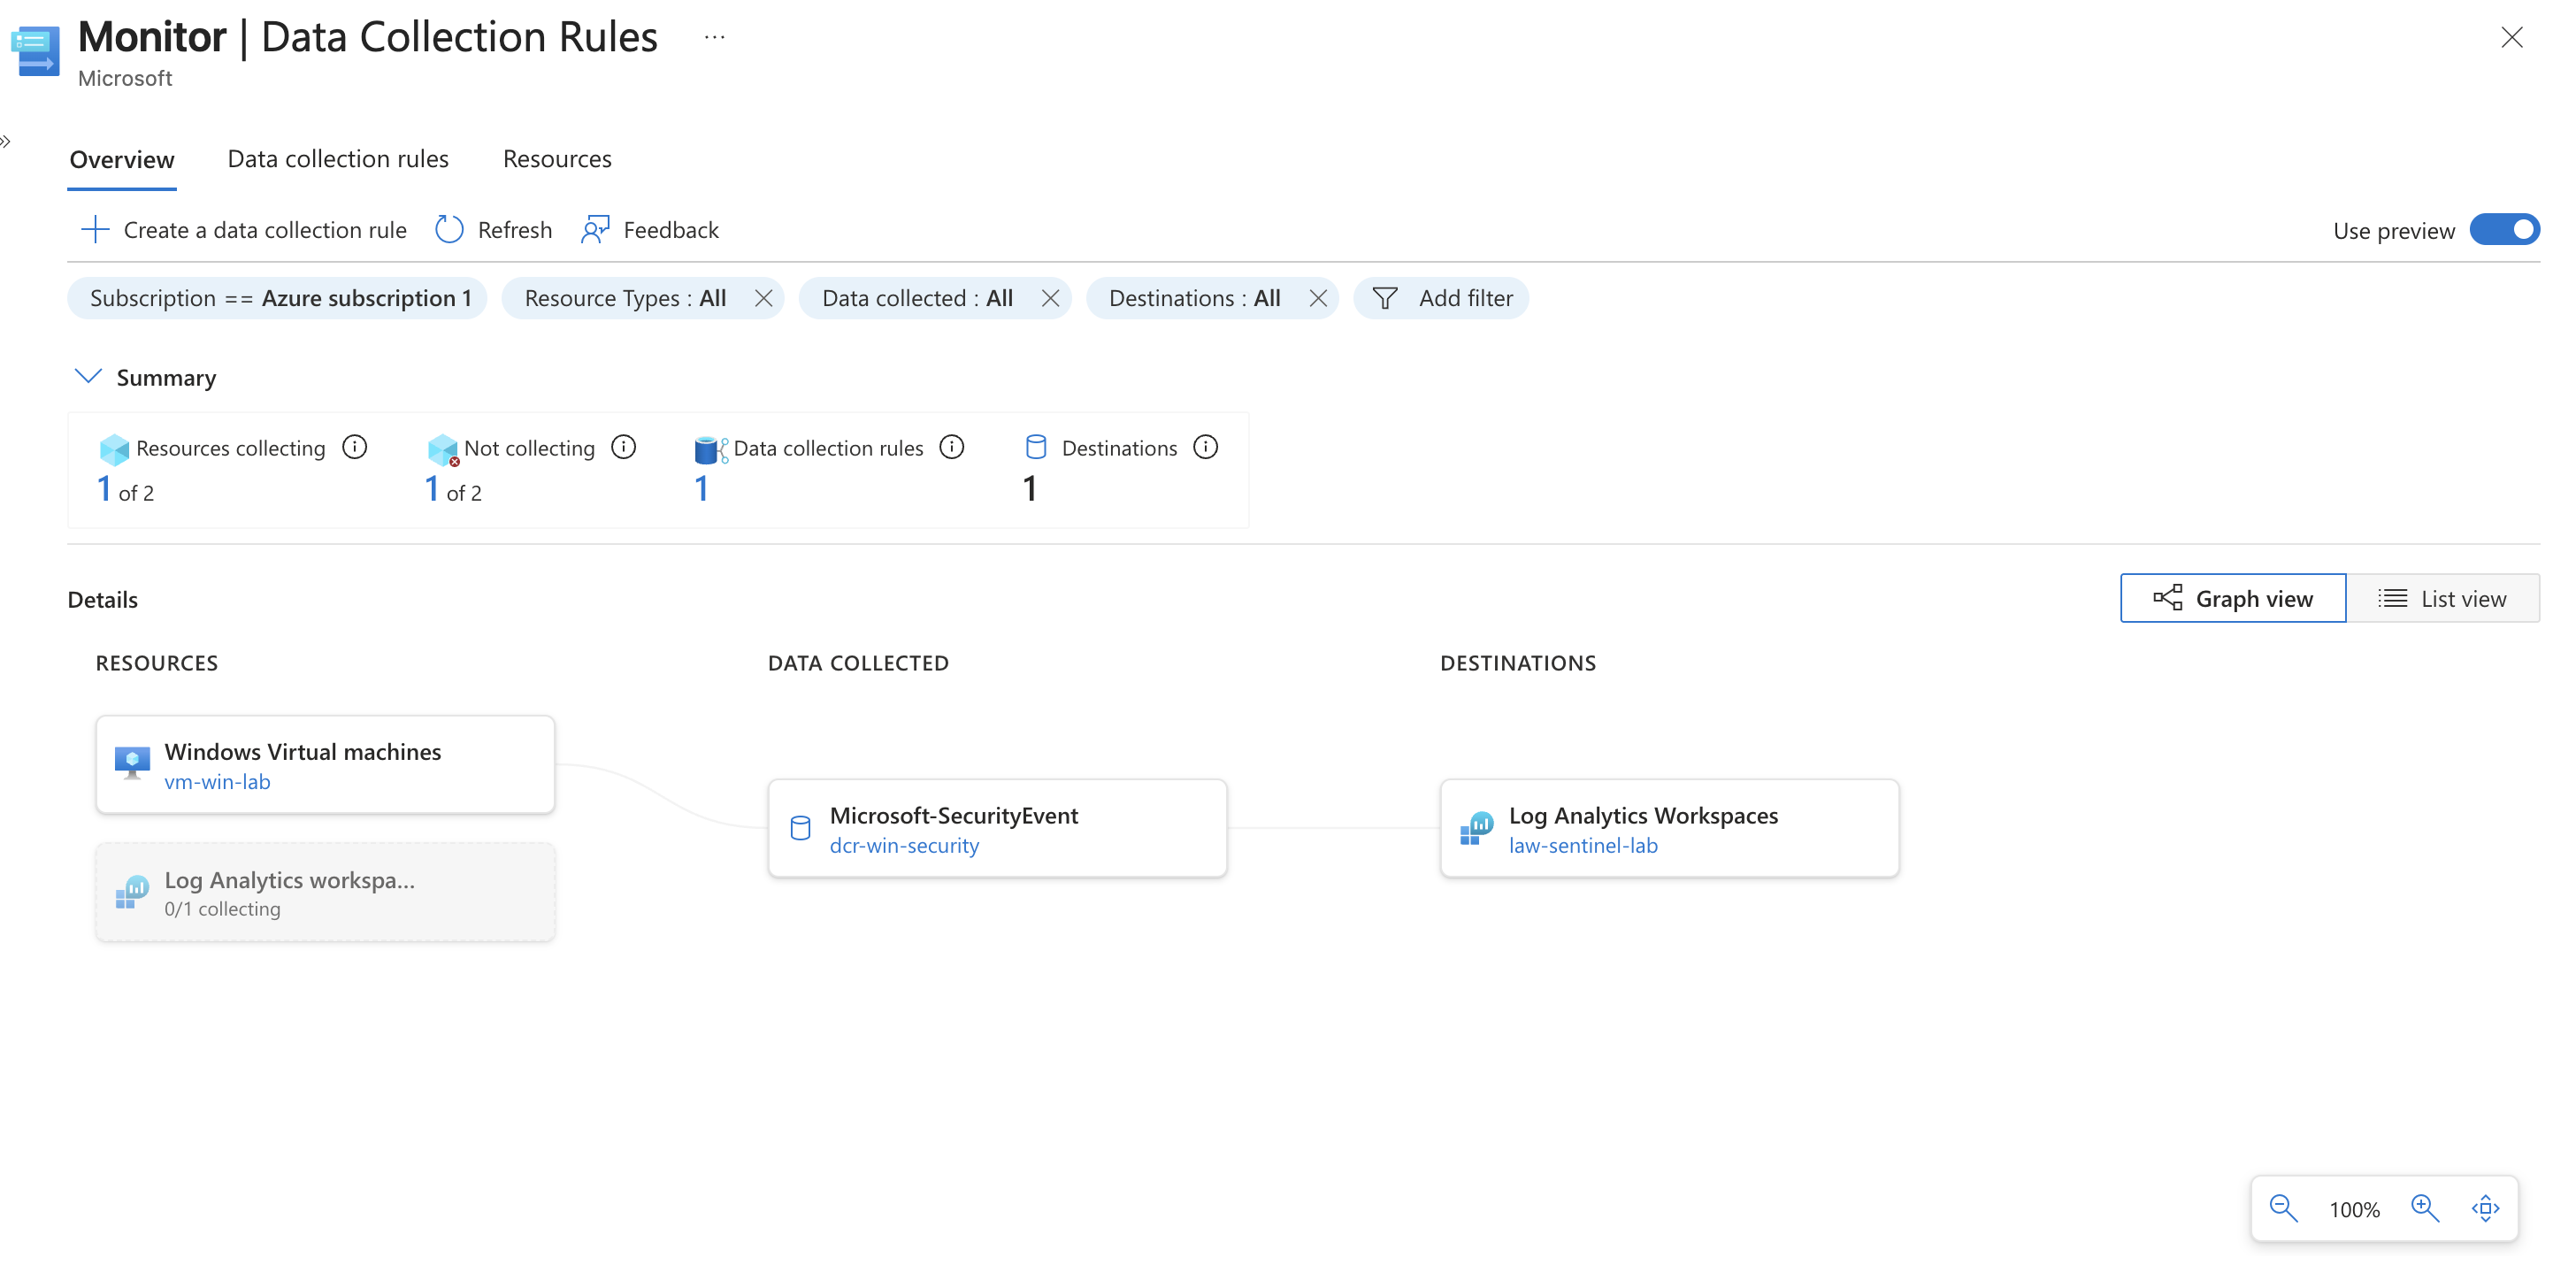 Monitor | Data Collection Rules ...
Microsoft
Overview Data collection rules Resources
Create a data collection rule Refresh Feedback Use preview
Subscription == Azure subscription 1 Resource Types : All Data collected : All Destinations : All Add filter
Summary
Resources collecting Not collecting Data collection rules Destinations
1 of 2 1 of 2 1 1
Details Graph view List view
RESOURCES DATA COLLECTED DESTINATIONS
Windows Virtual machines
vm-win-lab
Microsoft-SecurityEvent Log Analytics Workspaces
dcr-win-security law-sentinel-lab
Log Analytics workspa...
0/1 collecting
100%